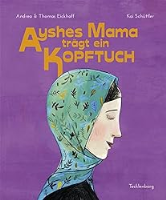 Andrea & Thomas Eickhoff Kai Schüttler
Ayshes Mama
trägt ein
KOPFTUCH
Tecklenborg